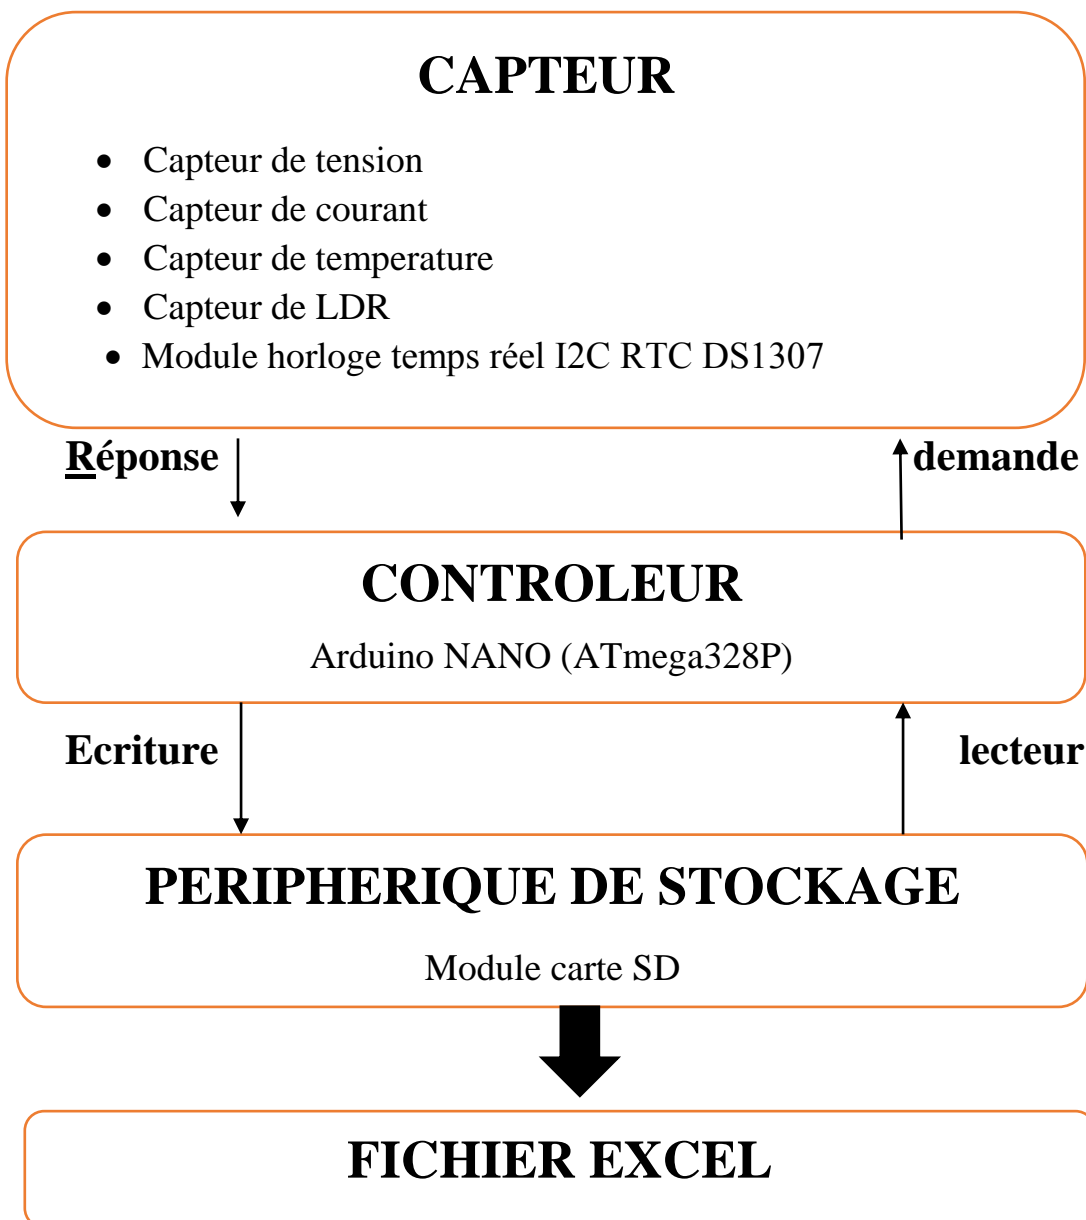 CAPTEUR
• Capteur de tension
• Capteur de courant
• Capteur de temperature
• Capteur de LDR
• Module horloge temps réel I2C RTC DS1307
Réponse demande
CONTROLEUR
Arduino NANO (ATmega328P)
Ecriture lecteur
PERIPHERIQUE DE STOCKAGE
Module carte SD
FICHIER EXCEL